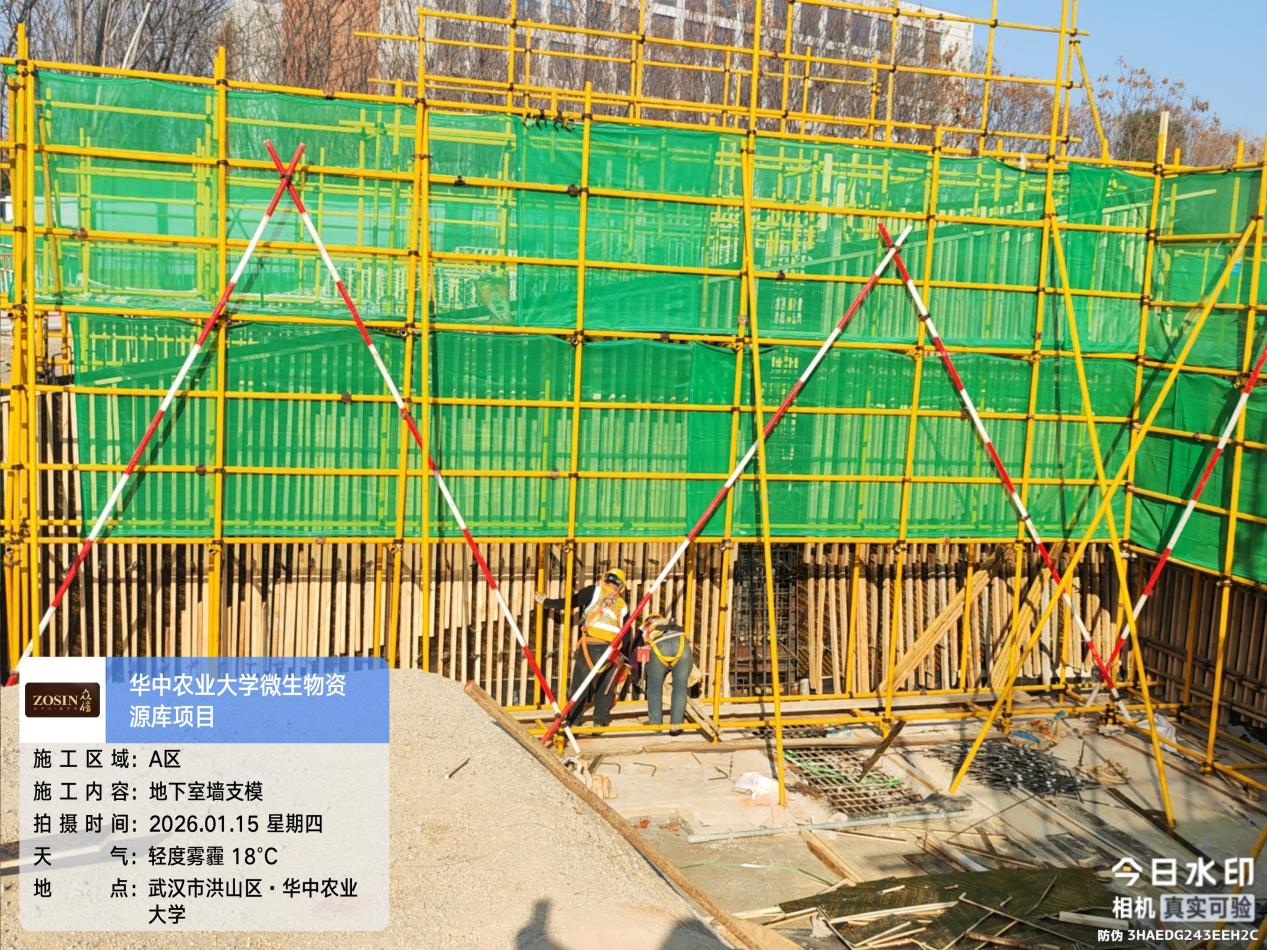 ZOSIN 众信
华中农业大学微生物资
源库项目
施工区域：A区
施工内容：地下室墙支模
拍摄时间：2026.01.15 星期四
天气：轻度雾霾 18℃
地点：武汉市洪山区·华中农业
大学
今日水印
相机 真实可验
防伪 3HAEDG243EEH2C